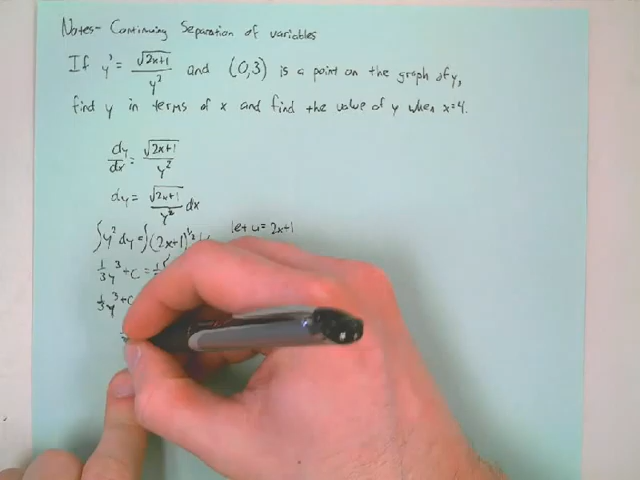 Notes- Continuing Separation of variables
If y' = √(2x+1) / y² and (0,3) is a point on the graph of y,
find y in terms of x and find the value of y when x=4.
dy/dx = √(2x+1) / y²
dy = √(2x+1) / y² dx
∫y² dy = ∫(2x+1)^1/2 let u = 2x+1
1/3 y³ + C =
1/3 y³ + C